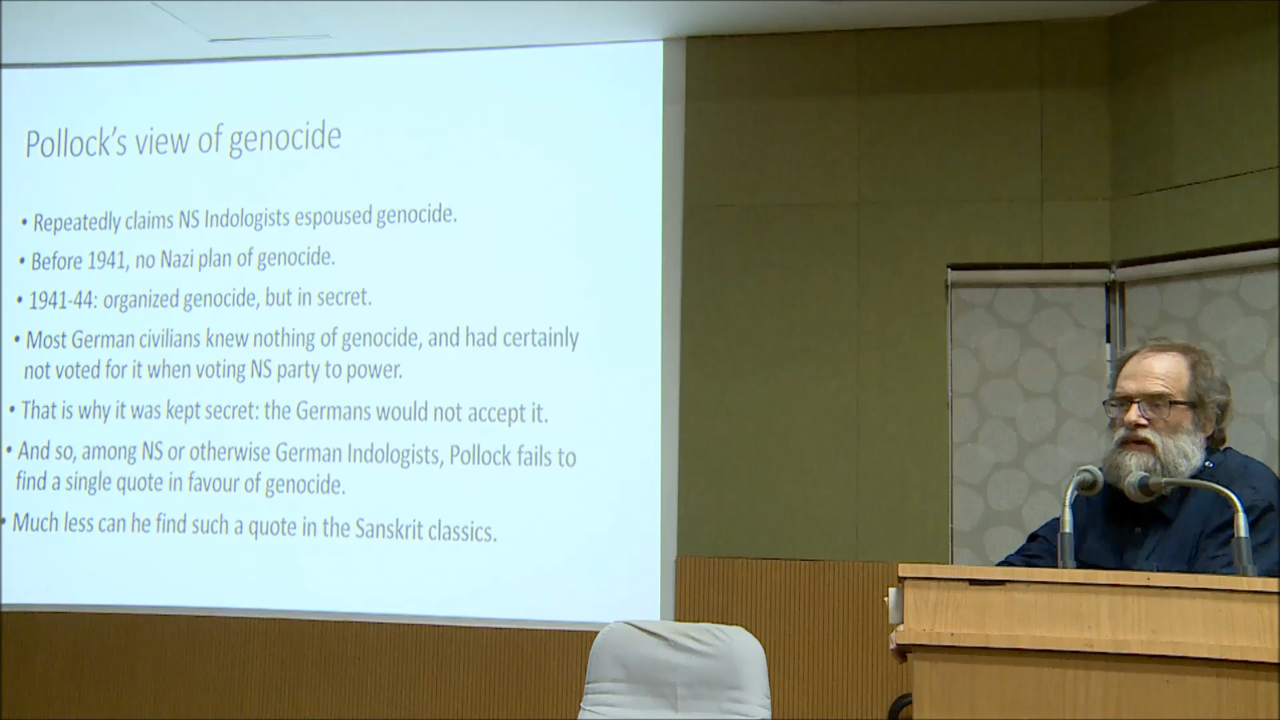 Pollock's view of genocide
• Repeatedly claims NS Indologists espoused genocide.
• Before 1941, no Nazi plan of genocide.
• 1941-44: organized genocide, but in secret.
• Most German civilians knew nothing of genocide, and had certainly
not voted for it when voting NS party to power.
• That is why it was kept secret: the Germans would not accept it.
• And so, among NS or otherwise German Indologists, Pollock fails to
find a single quote in favour of genocide.
• Much less can he find such a quote in the Sanskrit classics.